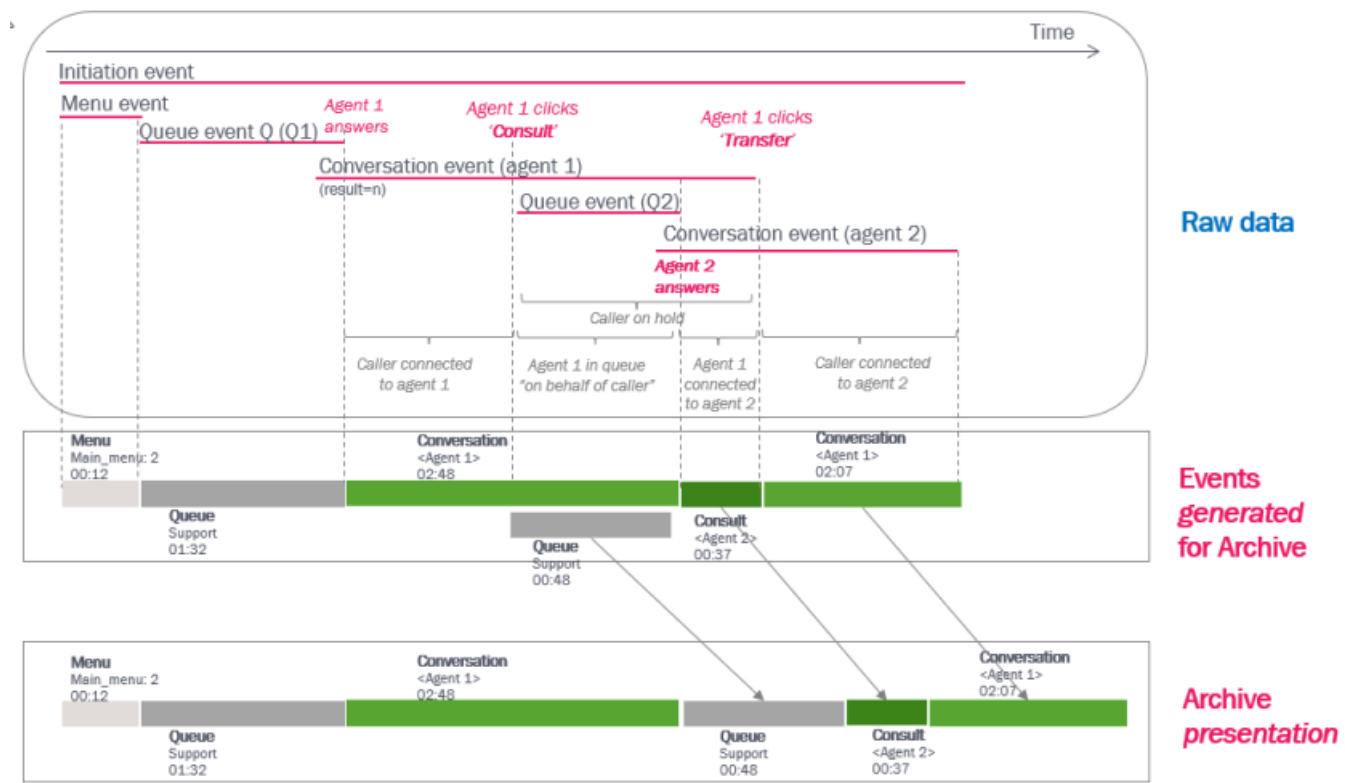 Time
Initiation event
Menu event
Queue event Q (Q1)
Agent 1
answers
Agent 1 clicks
‘Consult’
Agent 1 clicks
‘Transfer’
Conversation event (agent 1)
(result=n)
Queue event (Q2)
Conversation event (agent 2)
Agent 2
answers
Caller on hold
Caller connected
to agent 1
Agent 1 in queue
“on behalf of caller”
Agent 1
connected
to agent 2
Caller connected
to agent 2
Raw data
Menu
Main_menu: 2
00:12
Conversation
<Agent 1>
02:48
Conversation
<Agent 1>
02:07
Queue
Support
01:32
Queue
Support
00:48
Consult
<Agent 2>
00:37
Events
generated
for Archive
Menu
Main_menu: 2
00:12
Conversation
<Agent 1>
02:48
Conversation
<Agent 1>
02:07
Queue
Support
01:32
Queue
Support
00:48
Consult
<Agent 2>
00:37
Archive
presentation